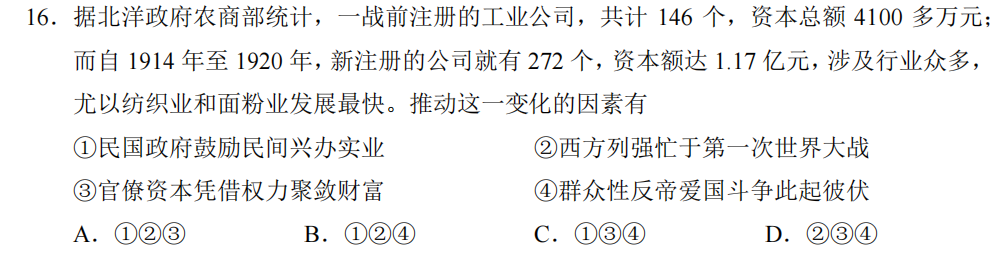 16．据北洋政府农商部统计，一战前注册的工业公司，共计 146 个，资本总额 4100 多万元；
而自 1914 年至 1920 年，新注册的公司就有 272 个，资本额达 1.17 亿元，涉及行业众多，
尤以纺织业和面粉业发展最快。推动这一变化的因素有
①民国政府鼓励民间兴办实业 ②西方列强忙于第一次世界大战
③官僚资本凭借权力聚敛财富 ④群众性反帝爱国斗争此起彼伏
A．①②③ B．①②④ C．①③④ D．②③④